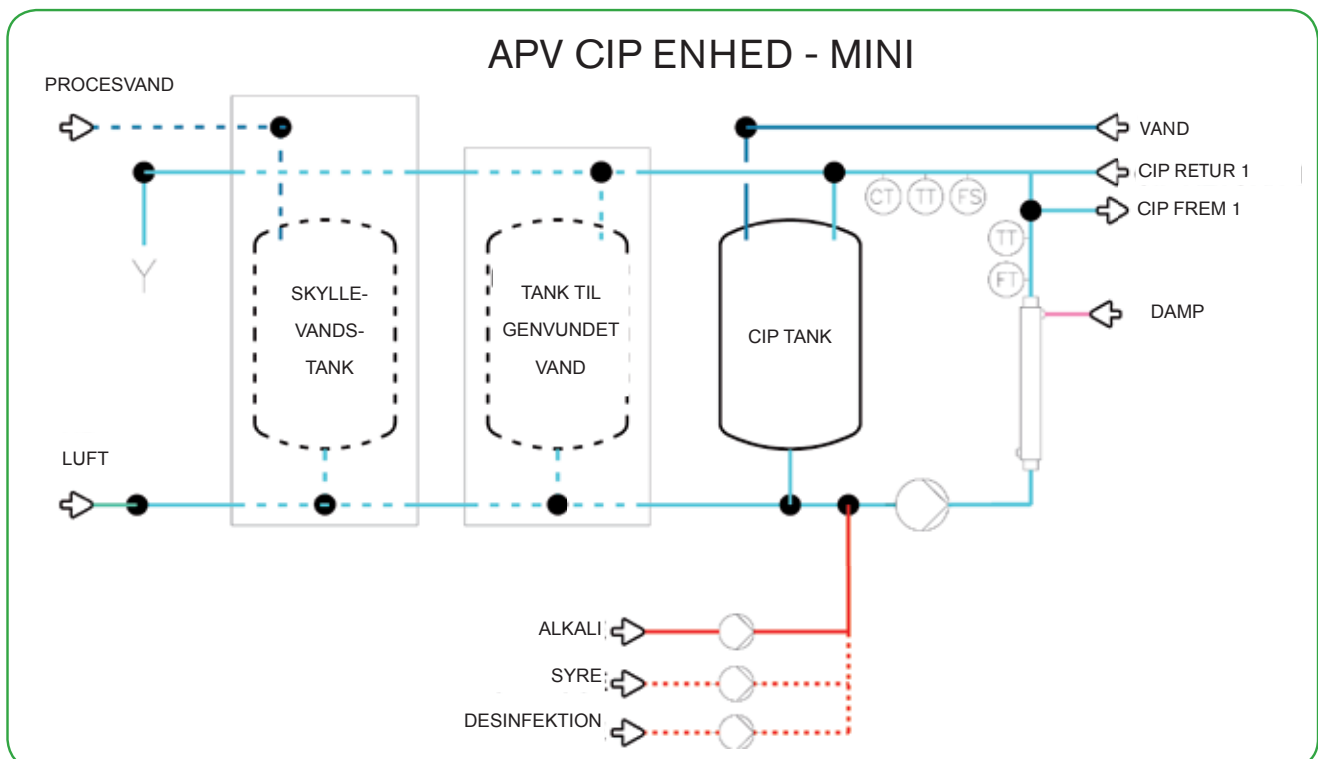 APV CIP ENHED - MINI
PROCESVAND
VAND
CIP RETUR 1
CT
TT
FS
CIP FREM 1
TT
FT
DAMP
SKYLLE-
VANDS-
TANK
TANK TIL
GENVUNDET
VAND
CIP TANK
LUFT
ALKALI
SYRE
DESINFEKTION